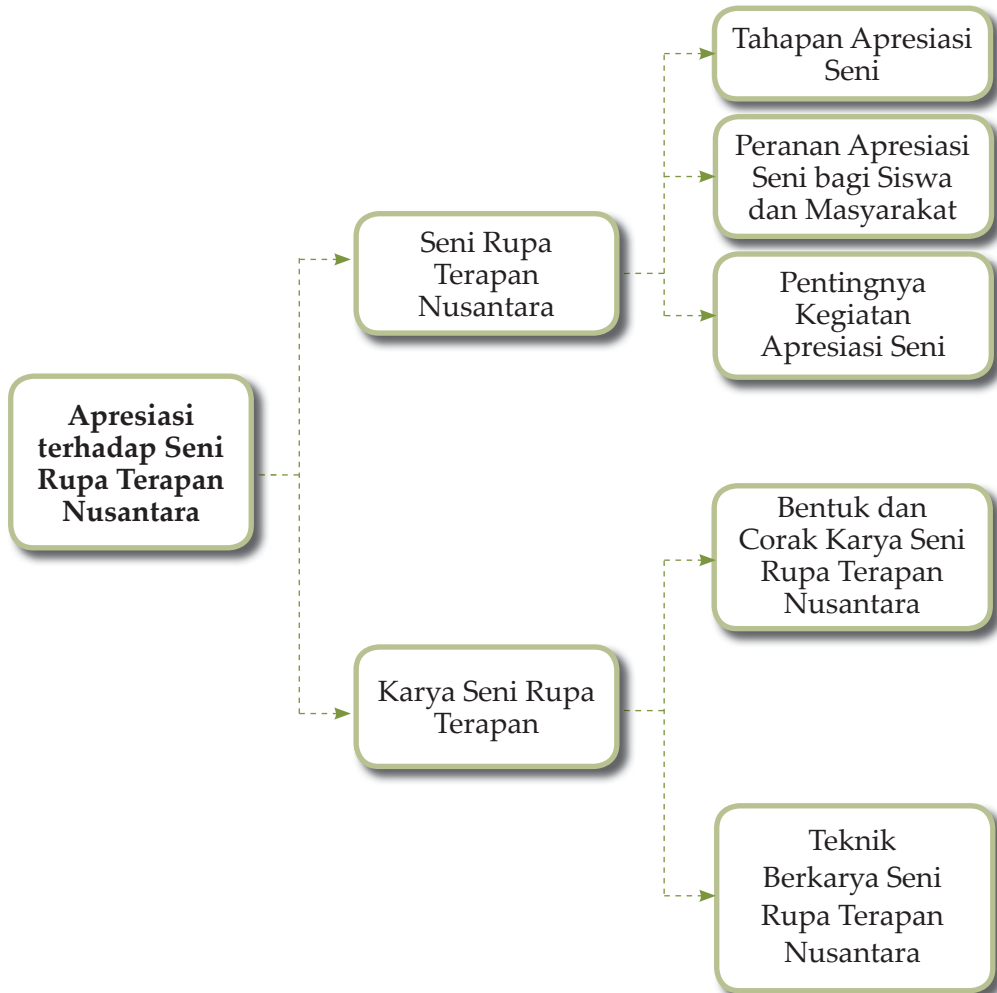 Apresiasi
terhadap Seni
Rupa Terapan
Nusantara
Seni Rupa
Terapan
Nusantara
Tahapan Apresiasi
Seni
Peranan Apresiasi
Seni bagi Siswa
dan Masyarakat
Pentingnya
Kegiatan
Apresiasi Seni
Karya Seni Rupa
Terapan
Bentuk dan
Corak Karya Seni
Rupa Terapan
Nusantara
Teknik
Berkarya Seni
Rupa Terapan
Nusantara